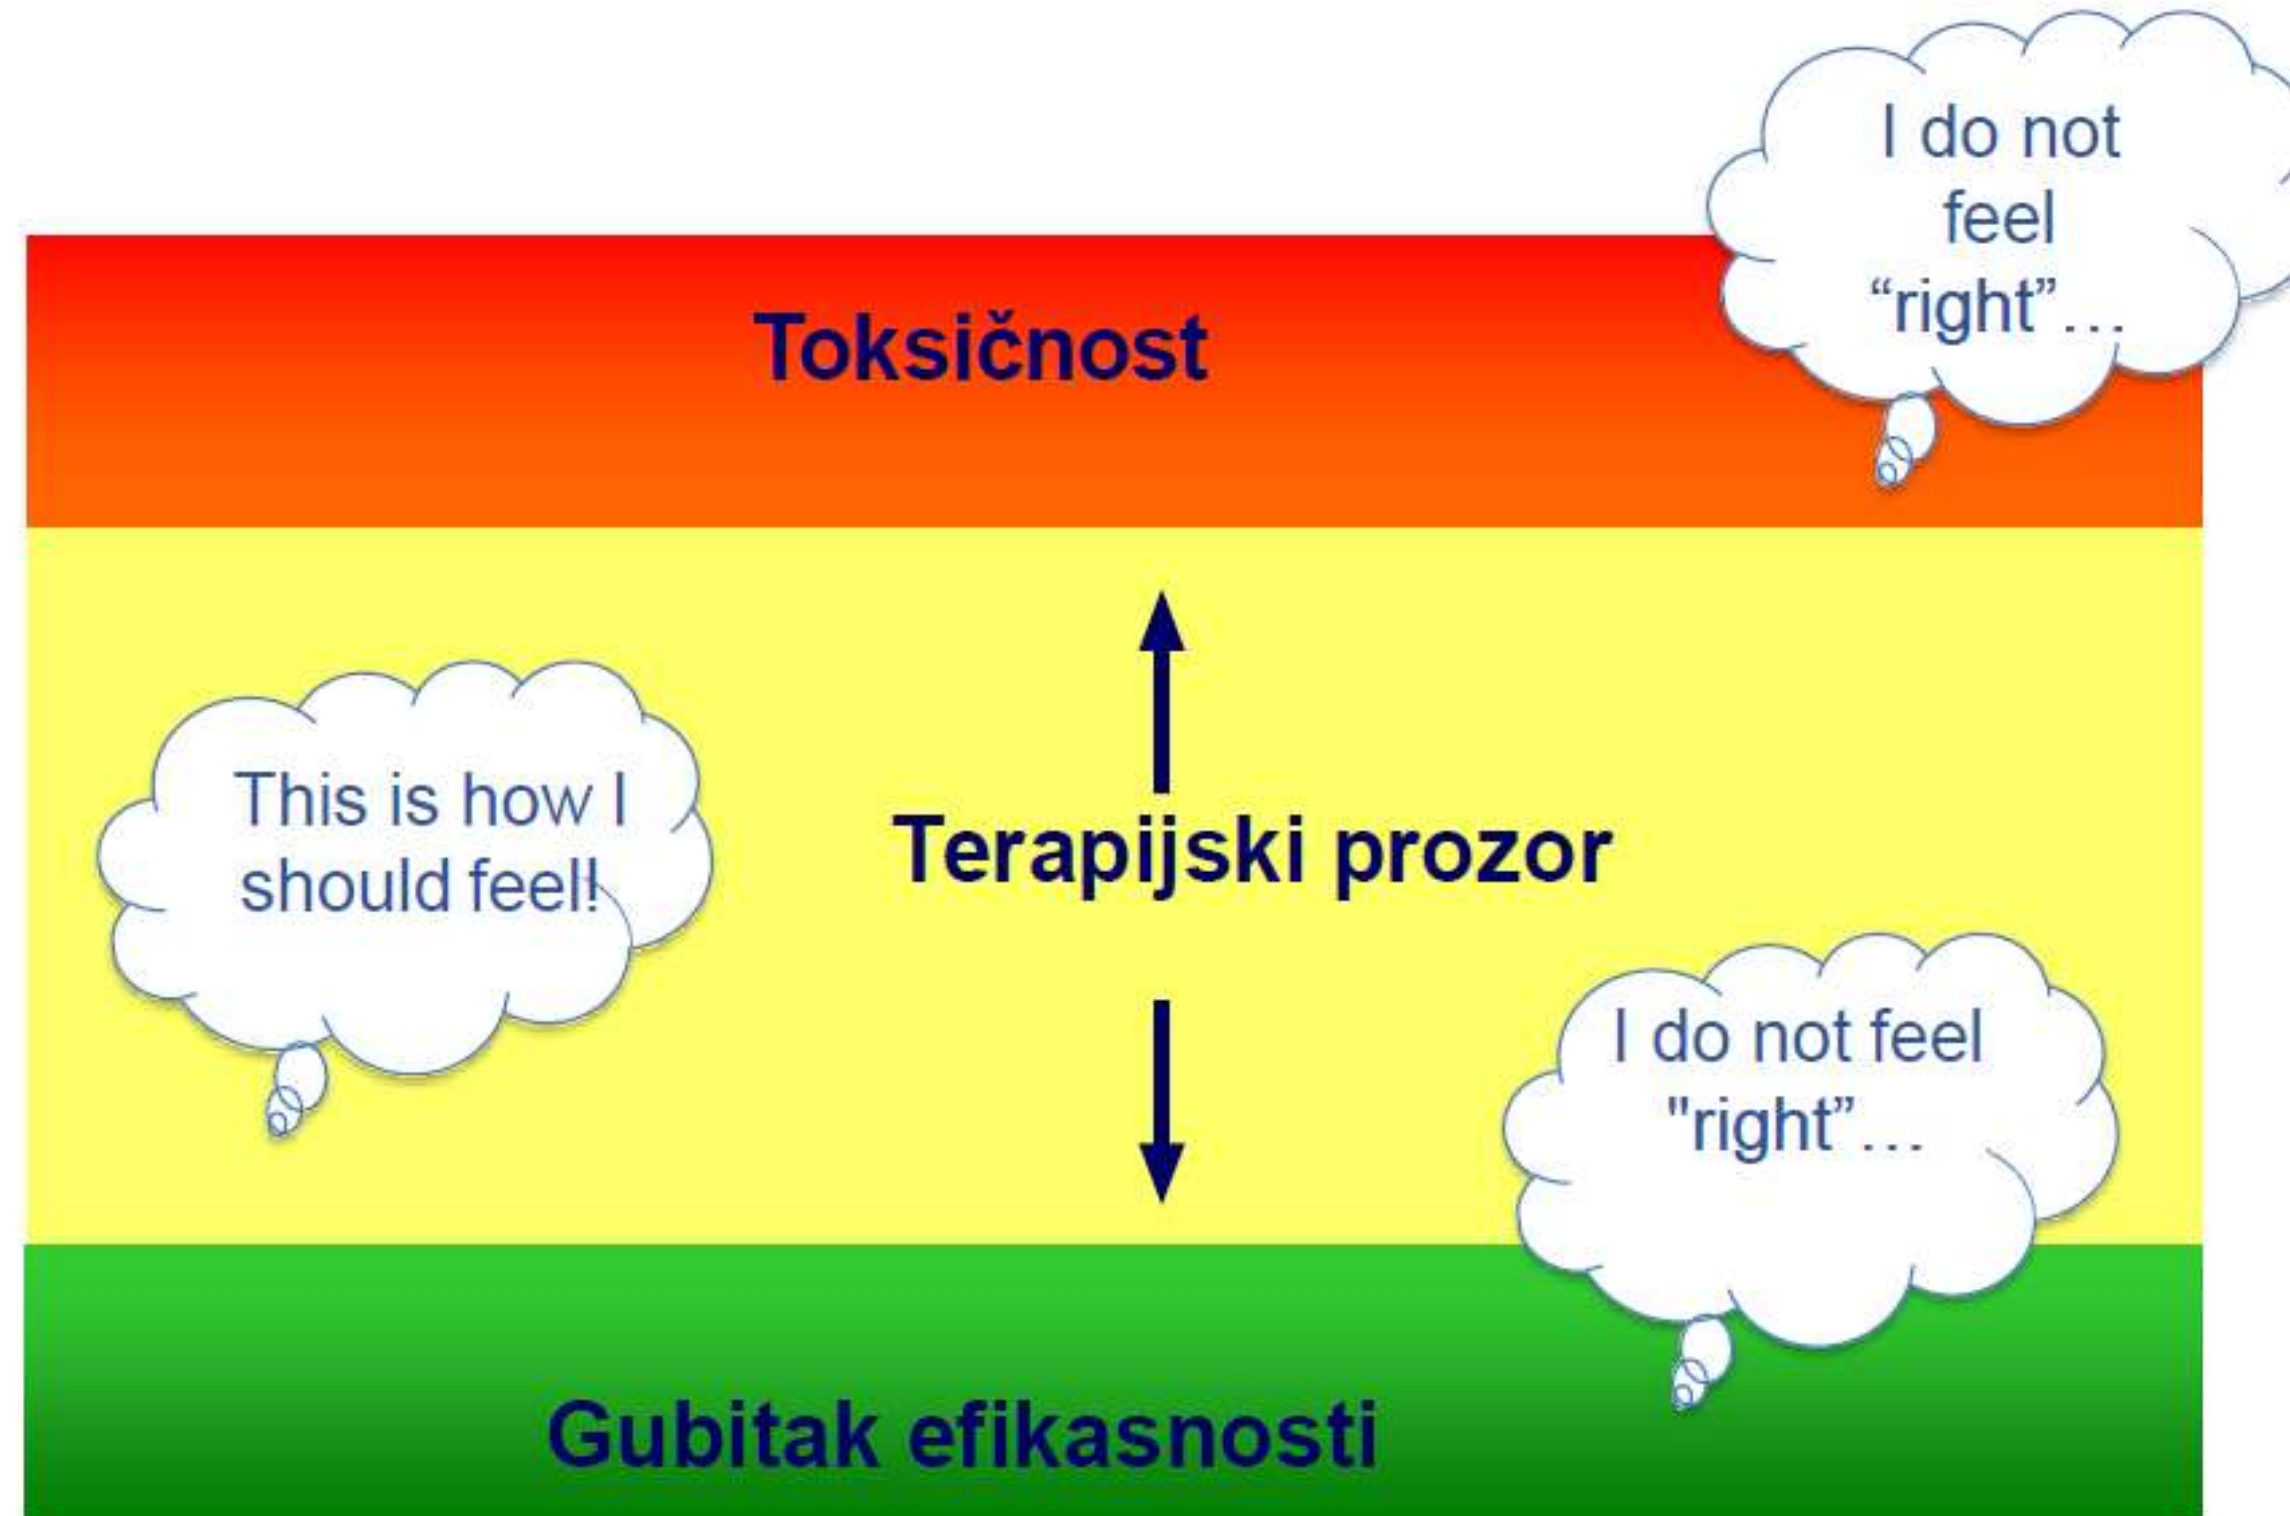 I do not
feel
“right”…
Toksičnost
This is how I
should feel!
Terapijski prozor
I do not feel
"right”…
Gubitak efikasnosti